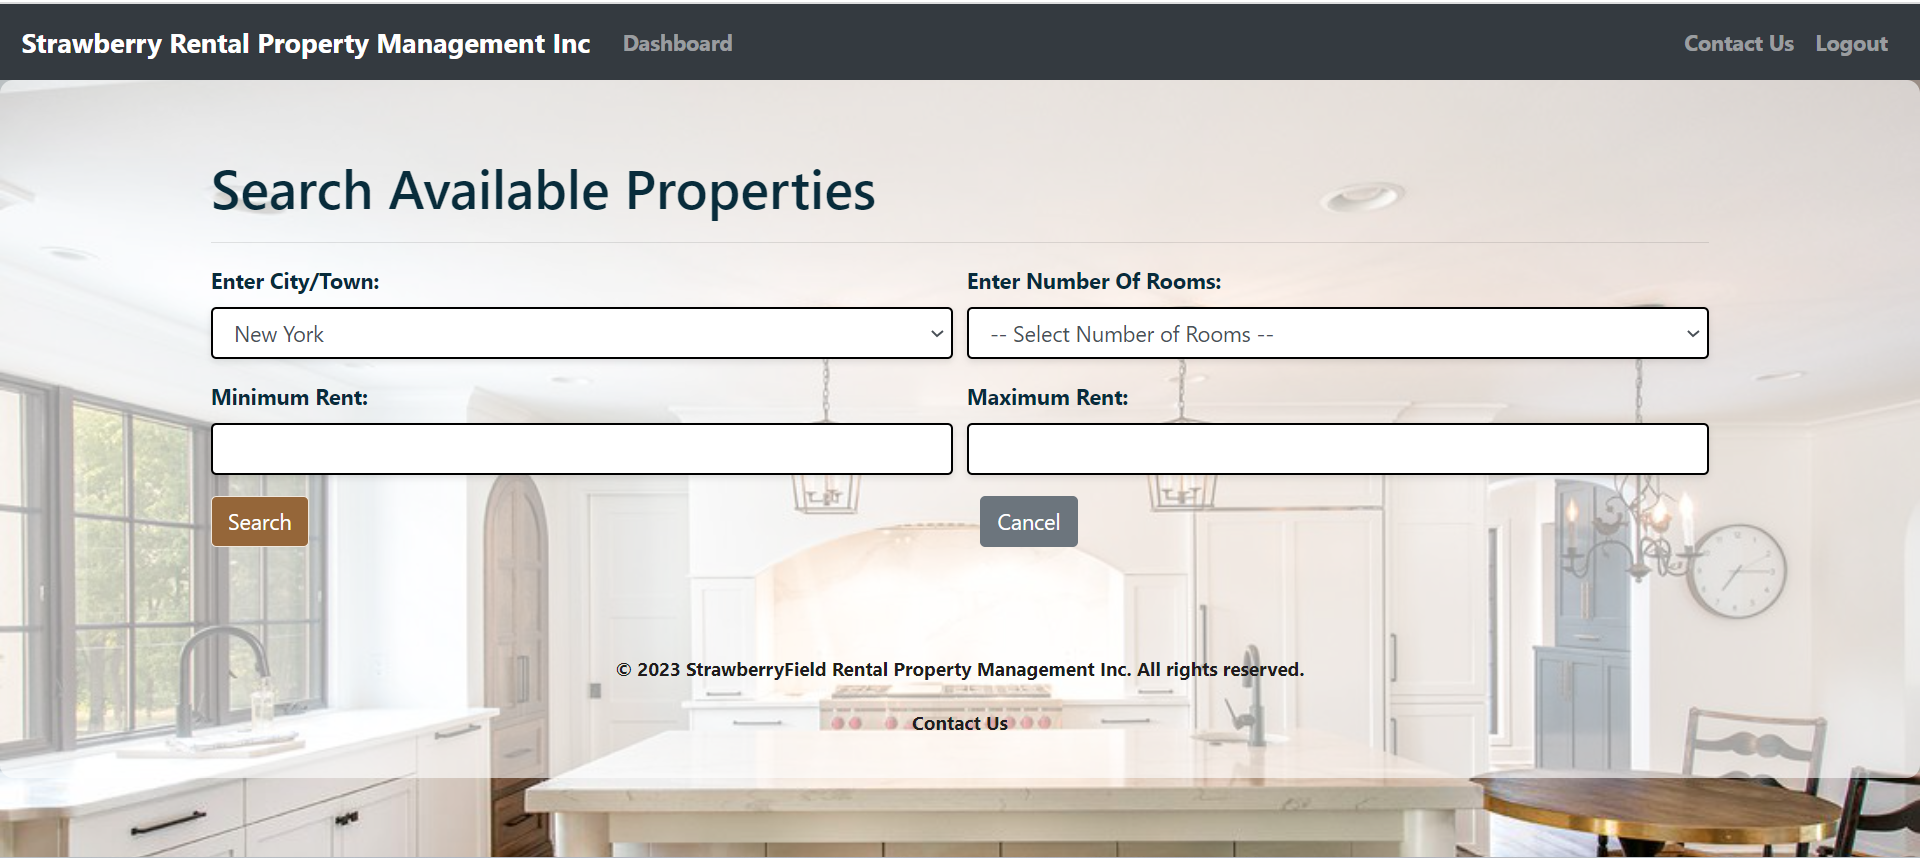 Strawberry Rental Property Management Inc Dashboard Contact Us Logout
Search Available Properties
Enter City/Town: Enter Number Of Rooms:
New York -- Select Number of Rooms --
Minimum Rent: Maximum Rent:
Search Cancel
© 2023 StrawberryField Rental Property Management Inc. All rights reserved.
Contact Us